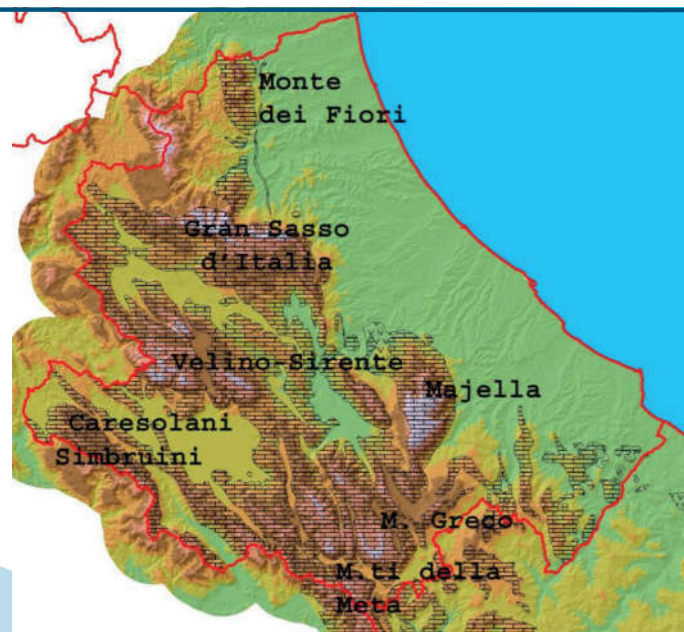 Monte
dei Fiori
Gran Sasso
d'Italia
Velino-Sirente
Majella
Caresolani
Simbruini
M. Greco
M.ti della
Meta